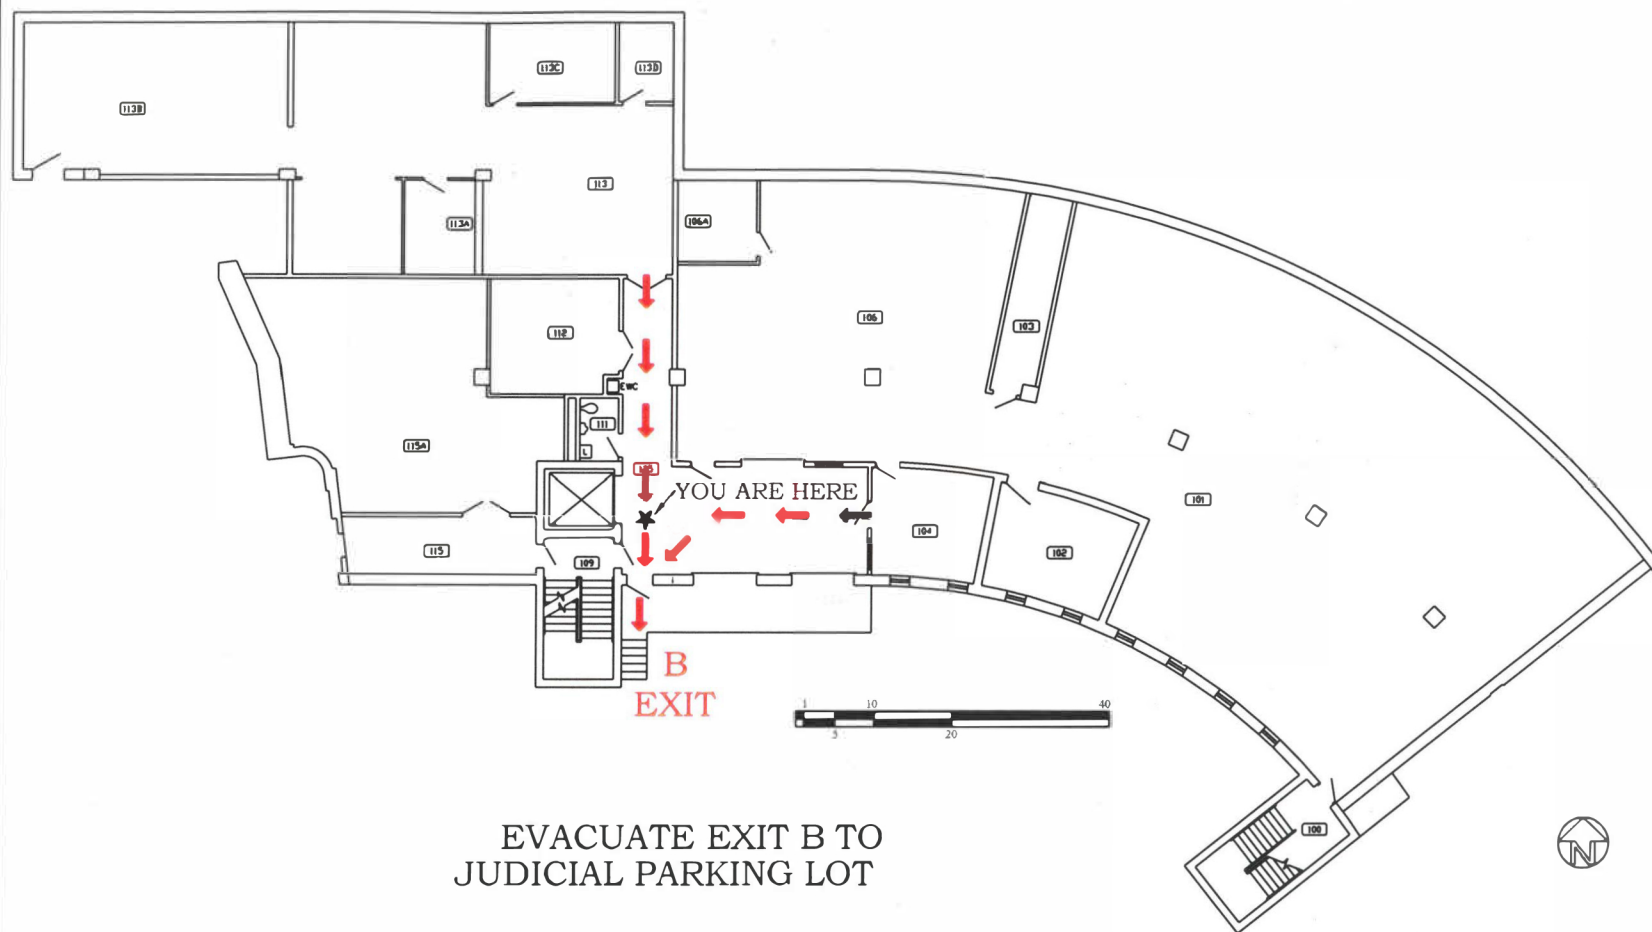 113C
113D
113B
113
113A
106A
106
103
112
EWC
111
115A
YOU ARE HERE
101
104
115
102
109
B
EXIT
1 10 40
5 20
EVACUATE EXIT B TO
JUDICIAL PARKING LOT
100
N